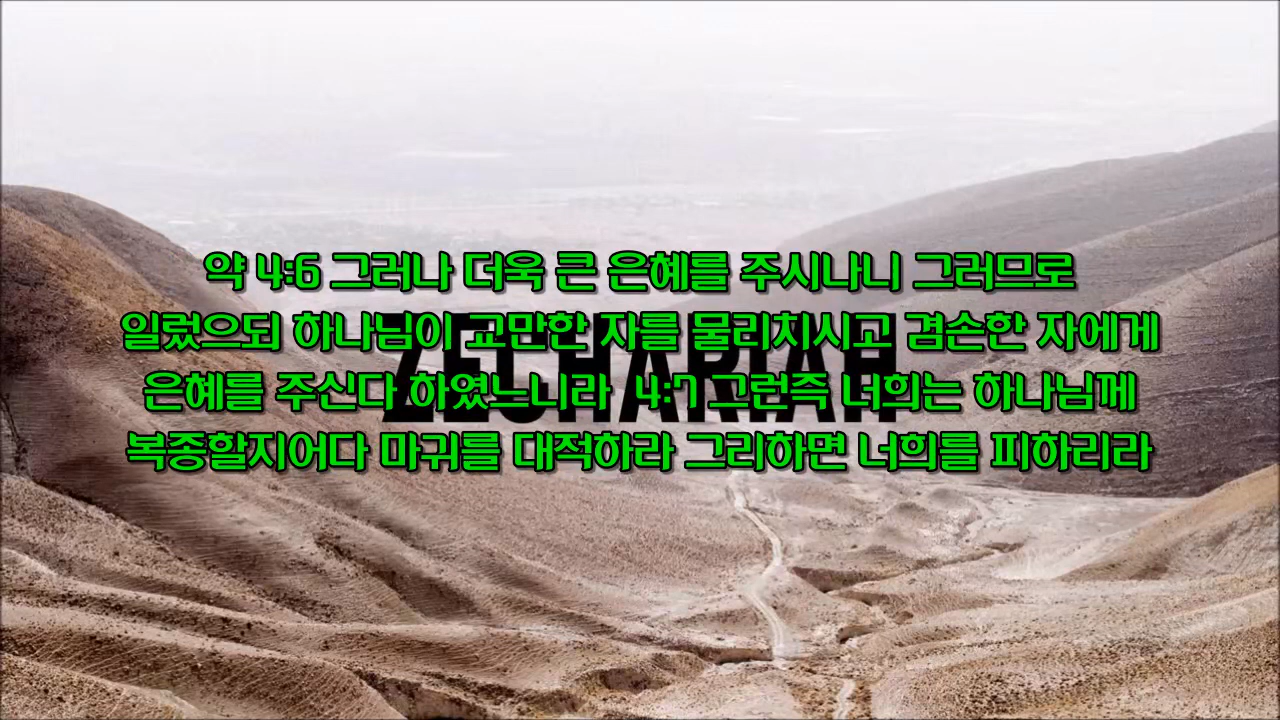 약 4:6 그러나 더욱 큰 은혜를 주시나니 그러므로
일렀으되 하나님이 교만한 자를 물리치시고 겸손한 자에게
ZECHARIAH
은혜를 주신다 하였느니라 4:7 그런즉 너희는 하나님께
복종할지어다 마귀를 대적하라 그리하면 너희를 피하리라